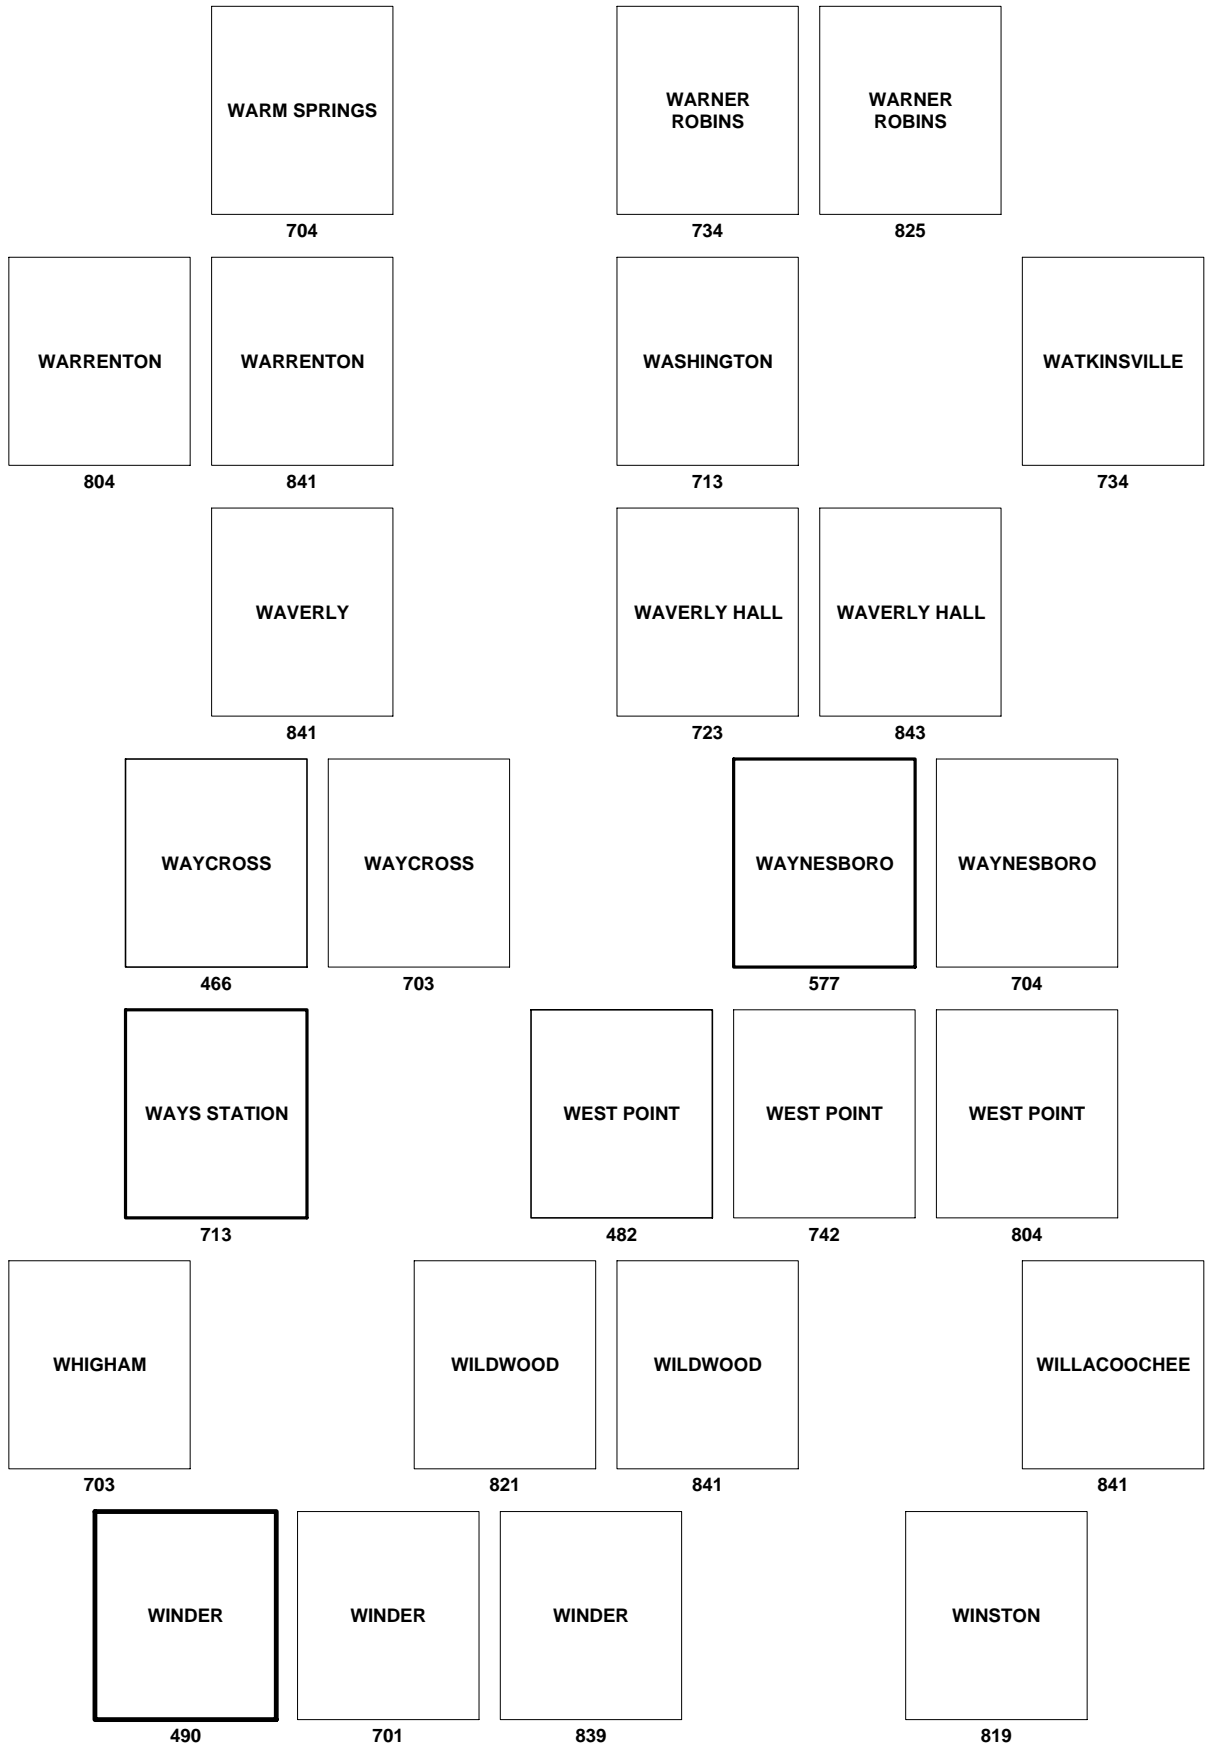 WARM SPRINGS
704
WARNER
ROBINS
734
WARNER
ROBINS
825
WARRENTON
804
WARRENTON
841
WASHINGTON
713
WATKINSVILLE
734
WAVERLY
841
WAVERLY HALL
723
WAVERLY HALL
843
WAYCROSS
466
WAYCROSS
703
WAYNESBORO
577
WAYNESBORO
704
WAYS STATION
713
WEST POINT
482
WEST POINT
742
WEST POINT
804
WHIGHAM
703
WILDWOOD
821
WILDWOOD
841
WILLACOOCHEE
841
WINDER
490
WINDER
701
WINDER
839
WINSTON
819